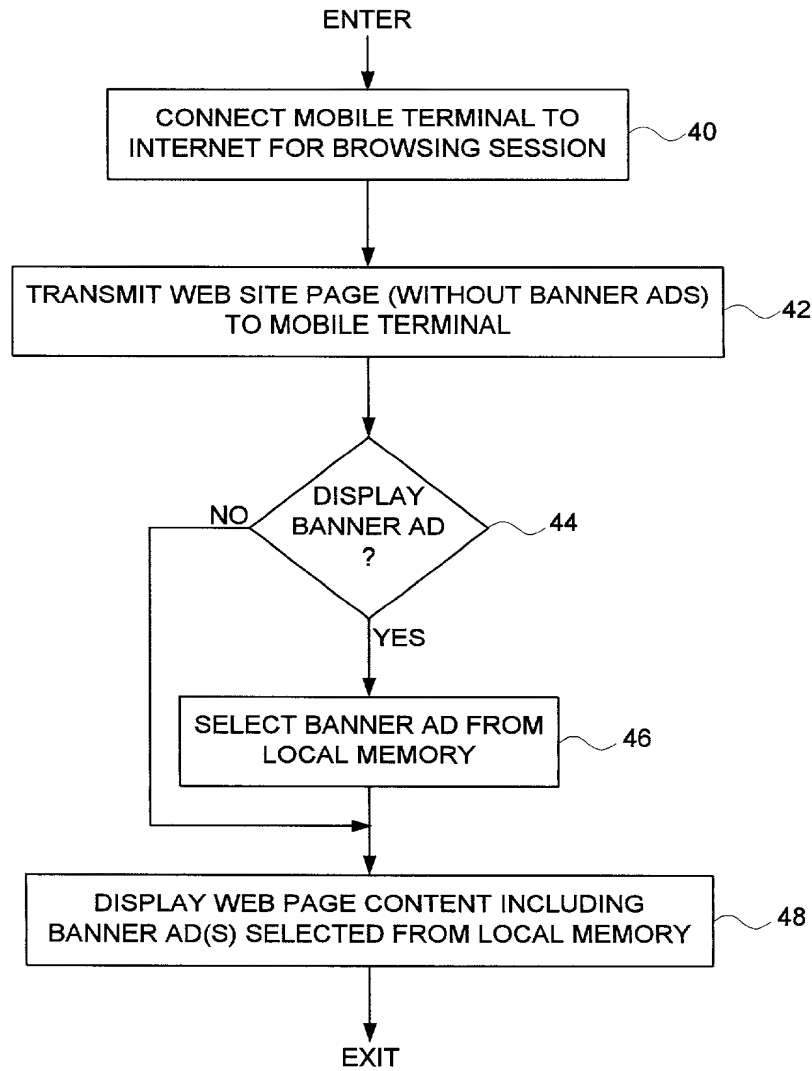 ENTER
CONNECT MOBILE TERMINAL TO
INTERNET FOR BROWSING SESSION
40
TRANSMIT WEB SITE PAGE (WITHOUT BANNER ADS)
TO MOBILE TERMINAL
42
DISPLAY
BANNER AD
?
44
NO
YES
SELECT BANNER AD FROM
LOCAL MEMORY
46
DISPLAY WEB PAGE CONTENT INCLUDING
BANNER AD(S) SELECTED FROM LOCAL MEMORY
48
EXIT